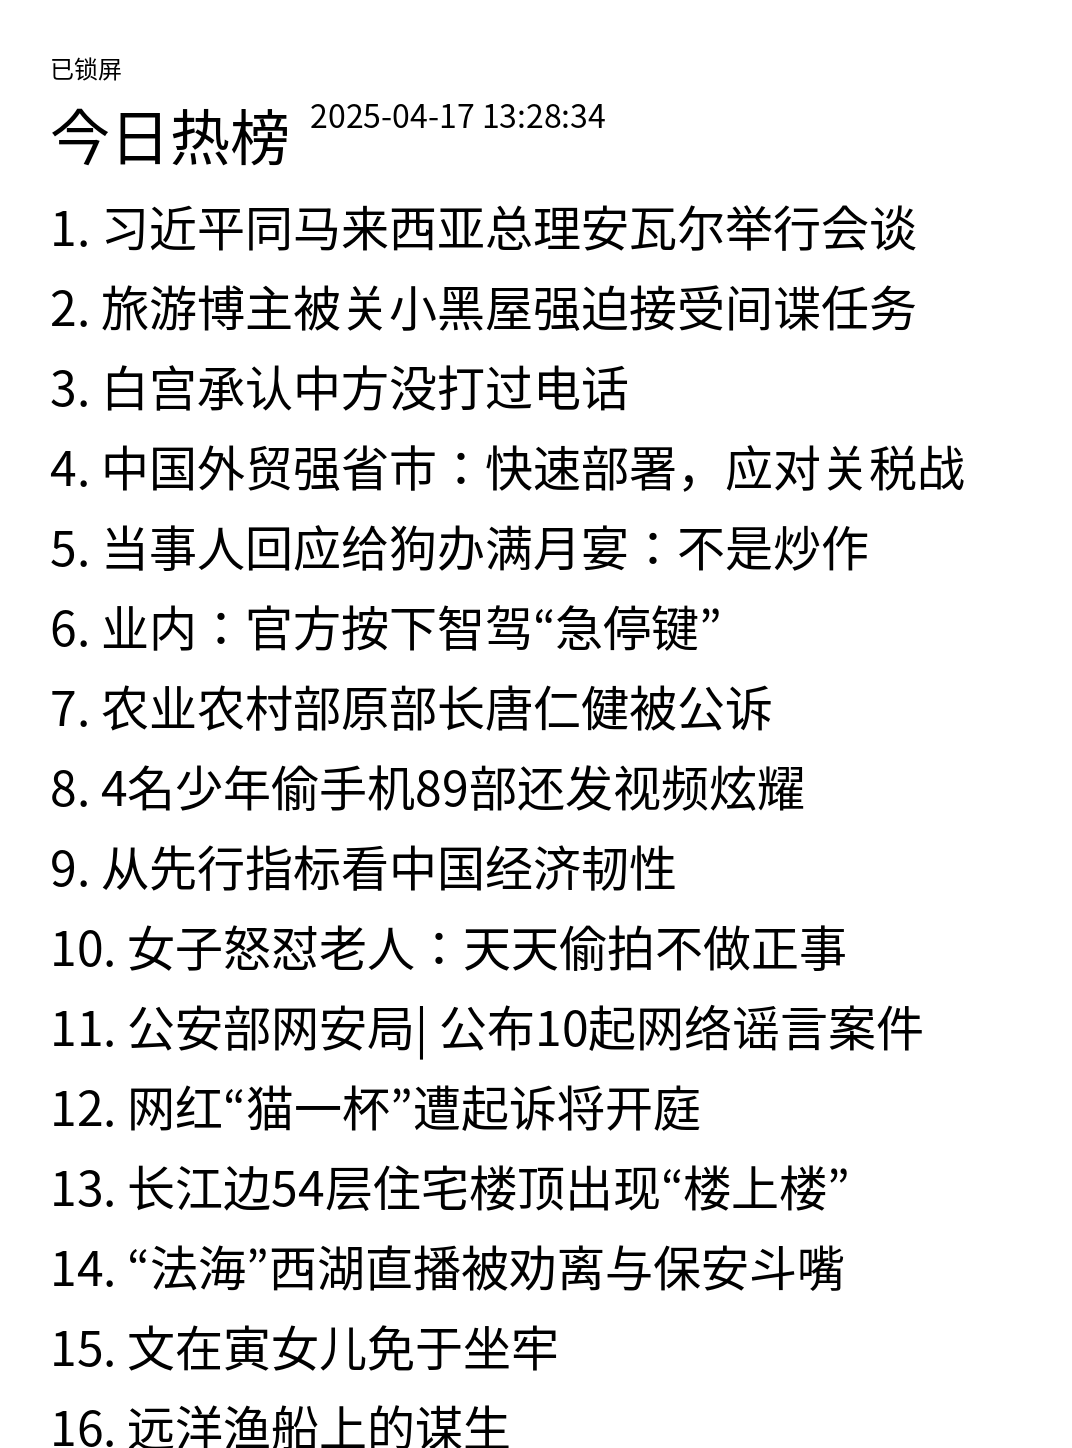 已锁屏
今日热榜 2025-04-17 13:28:34
1. 习近平同马来西亚总理安瓦尔举行会谈
2. 旅游博主被关小黑屋强迫接受间谍任务
3. 白宫承认中方没打过电话
4. 中国外贸强省市：快速部署，应对关税战
5. 当事人回应给狗办满月宴：不是炒作
6. 业内：官方按下智驾“急停键”
7. 农业农村部原部长唐仁健被公诉
8. 4名少年偷手机89部还发视频炫耀
9. 从先行指标看中国经济韧性
10. 女子怒怼老人：天天偷拍不做正事
11. 公安部网安局| 公布10起网络谣言案件
12. 网红“猫一杯”遭起诉将开庭
13. 长江边54层住宅楼顶出现“楼上楼”
14. “法海”西湖直播被劝离与保安斗嘴
15. 文在寅女儿免于坐牢
16. 远洋渔船上的谋生